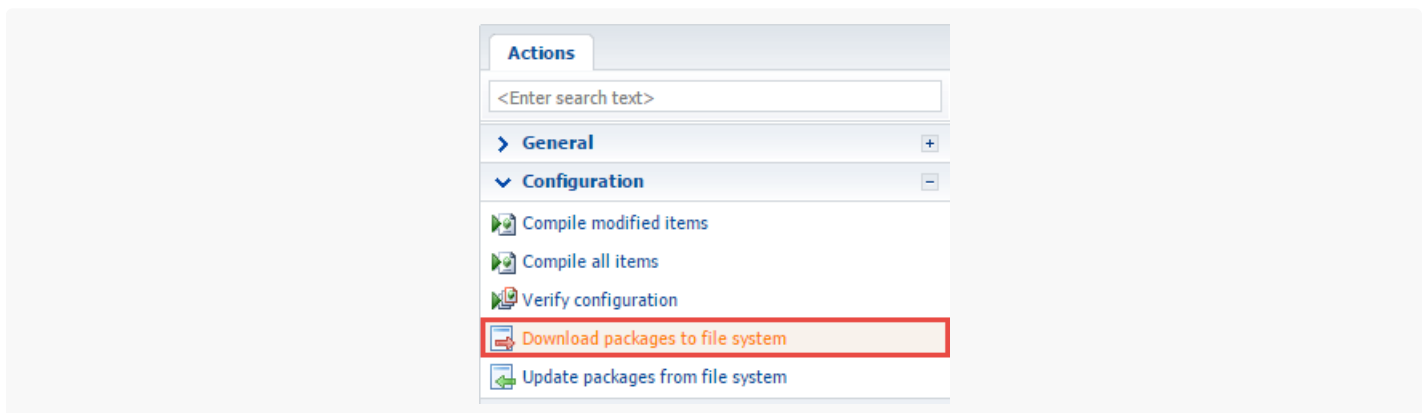 Actions
<Enter search text>
General
Configuration
Compile modified items
Compile all items
Verify configuration
Download packages to file system
Update packages from file system